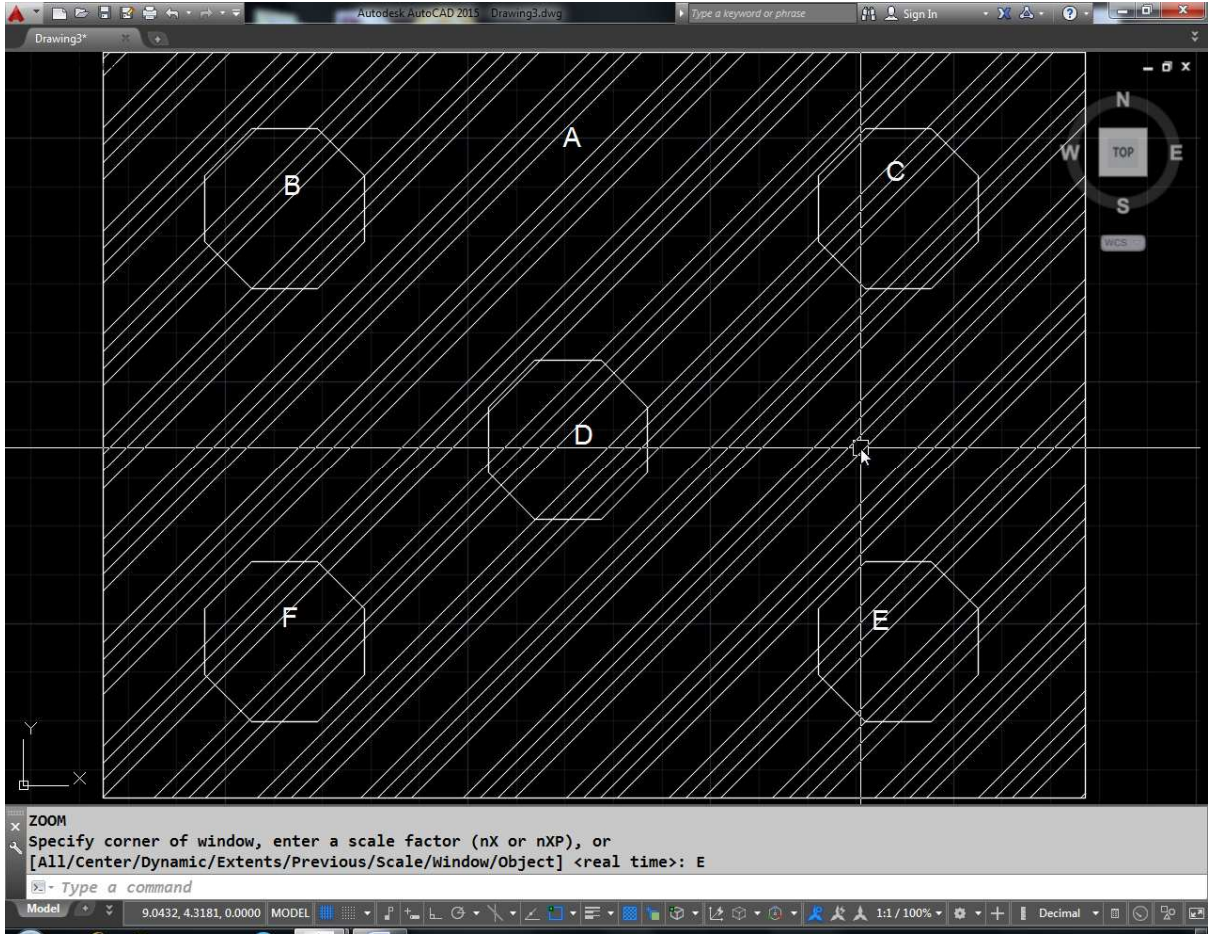 Autodesk AutoCAD 2015 Drawing3.dwg
Type a keyword or phrase
Sign In
Drawing3*
A
B
C
D
F
E
N
W
TOP
E
S
WCS
Y
X
ZOOM
Specify corner of window, enter a scale factor (nX or nXP), or
[All/Center/Dynamic/Extents/Previous/Scale/Window/Object] <real time>: E
Type a command
Model
9.0432, 4.3181, 0.0000 MODEL
1:1 / 100%
Decimal